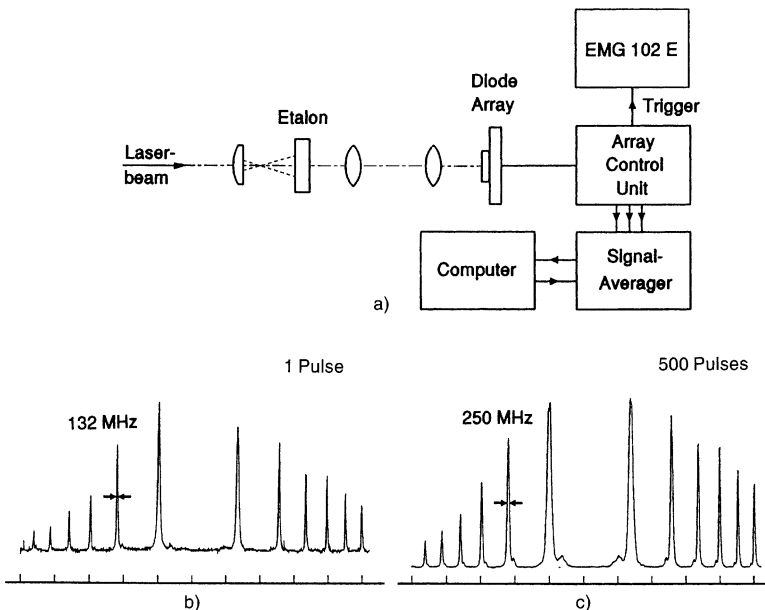 EMG 102 E
Diode
Array
Trigger
Etalon
Laser-
beam
Array
Control
Unit
Computer
Signal-
Averager
a)
1 Pulse
132 MHz
b)
500 Pulses
250 MHz
c)